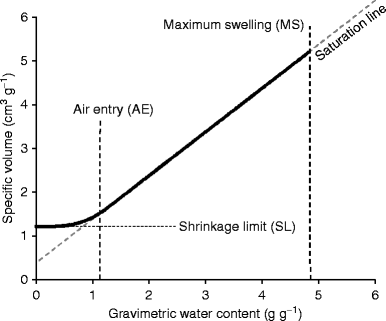 6
Maximum swelling (MS)
Saturation line
5
4
Air entry (AE)
3
2
Shrinkage limit (SL)
1
0
0 1 2 3 4 5 6
Specific volume (cm³ g⁻¹)
Gravimetric water content (g g⁻¹)